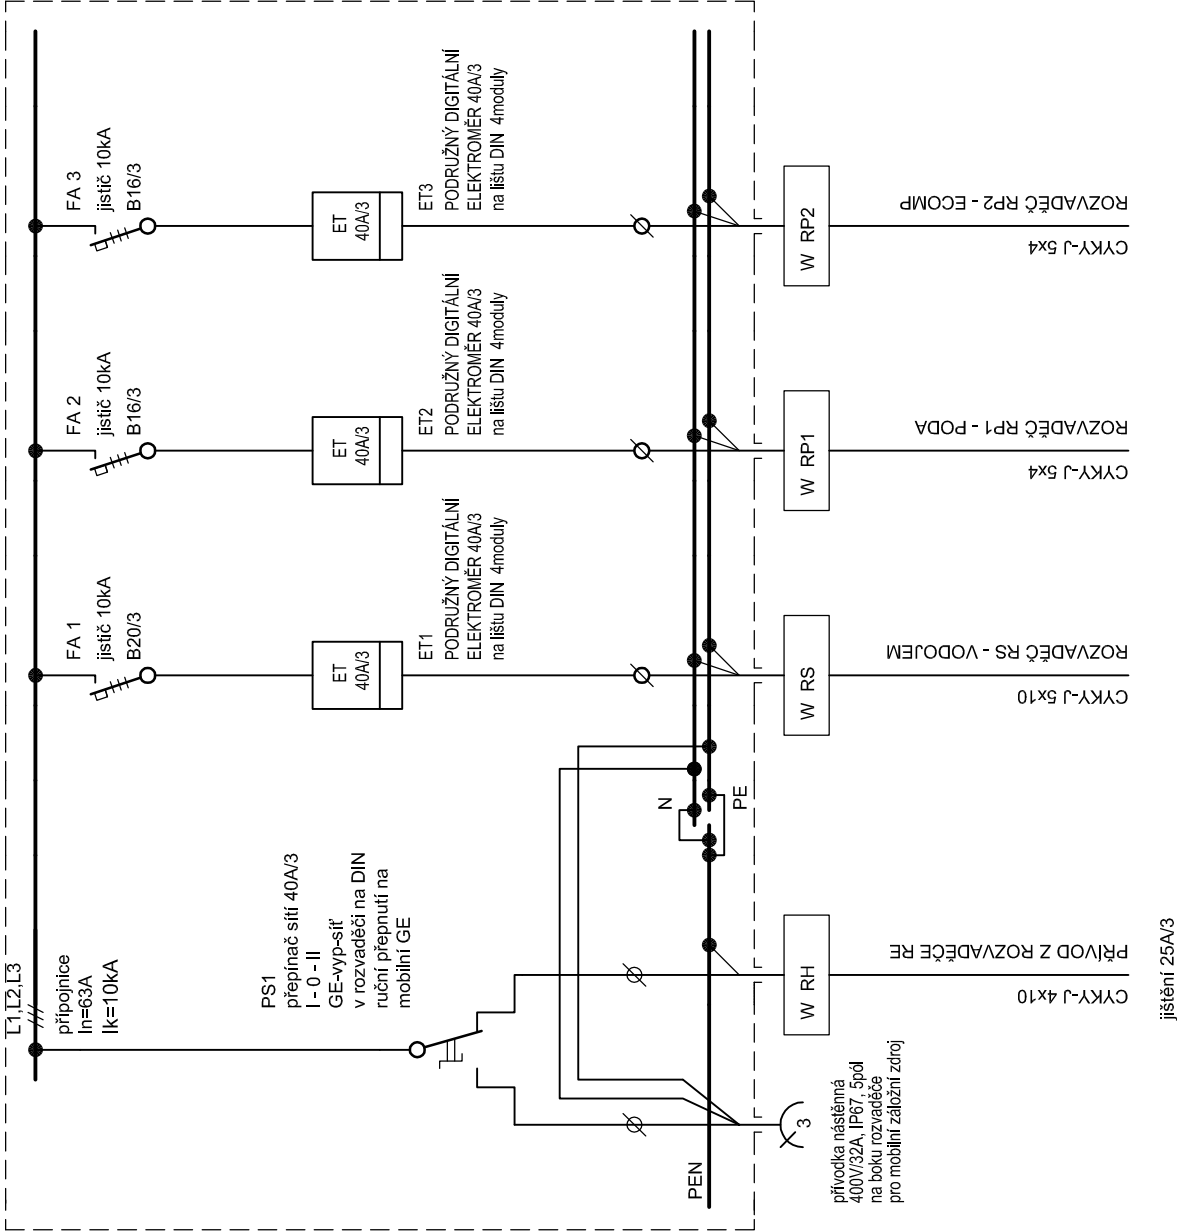 L1,L2,L3
přípojnice
In=63A
Ik=10kA
PS1
přepínač sítí 40A/3
I - 0 - II
GE-vyp-síť
v rozvaděči na DIN
ruční přepnutí na
mobilní GE
FA 1
jistič 10kA
B20/3
ET
40A/3
ET1
PODRUŽNÝ DIGITÁLNÍ
ELEKTROMĚR 40A/3
na lištu DIN 4moduly
FA 2
jistič 10kA
B16/3
ET
40A/3
ET2
PODRUŽNÝ DIGITÁLNÍ
ELEKTROMĚR 40A/3
na lištu DIN 4moduly
FA 3
jistič 10kA
B16/3
ET
40A/3
ET3
PODRUŽNÝ DIGITÁLNÍ
ELEKTROMĚR 40A/3
na lištu DIN 4moduly
N
PE
PEN
3
přívodka nástěnná
400V/32A, IP67, 5pól
na boku rozvaděče
pro mobilní záložní zdroj
W RH
PŘÍVOD Z ROZVADĚČE RE
CYKY-J 4x10
jištění 25A/3
W RS
ROZVADĚČ RS - VODOJEM
CYKY-J 5x10
W RP1
ROZVADĚČ RP1 - PODA
CYKY-J 5x4
W RP2
ROZVADĚČ RP2 - ECOMP
CYKY-J 5x4